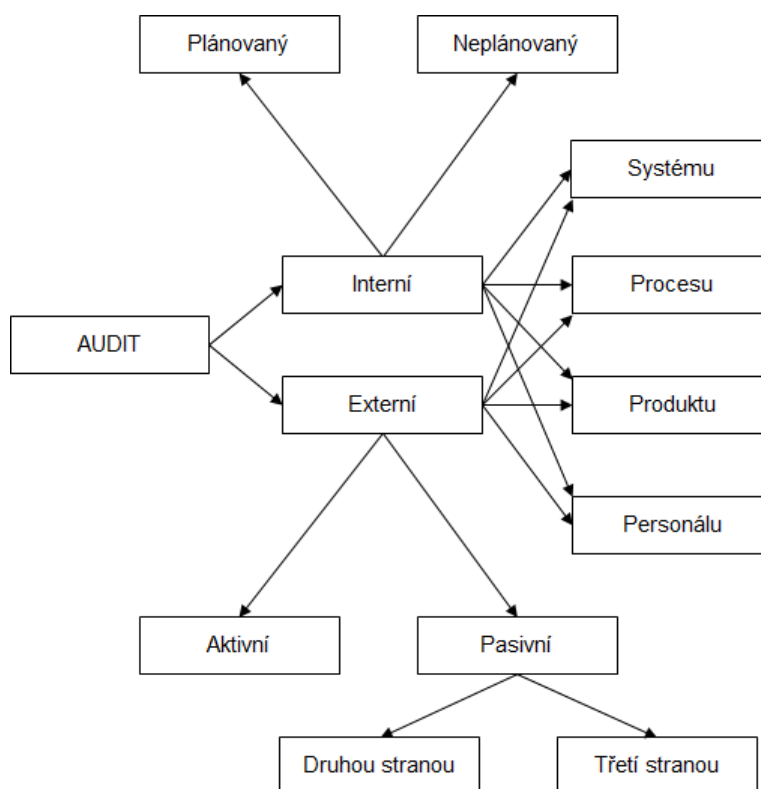 Plánovaný
Neplánovaný
Systému
Interní
Procesu
AUDIT
Externí
Produktu
Personálu
Aktivní
Pasivní
Druhou stranou
Třetí stranou